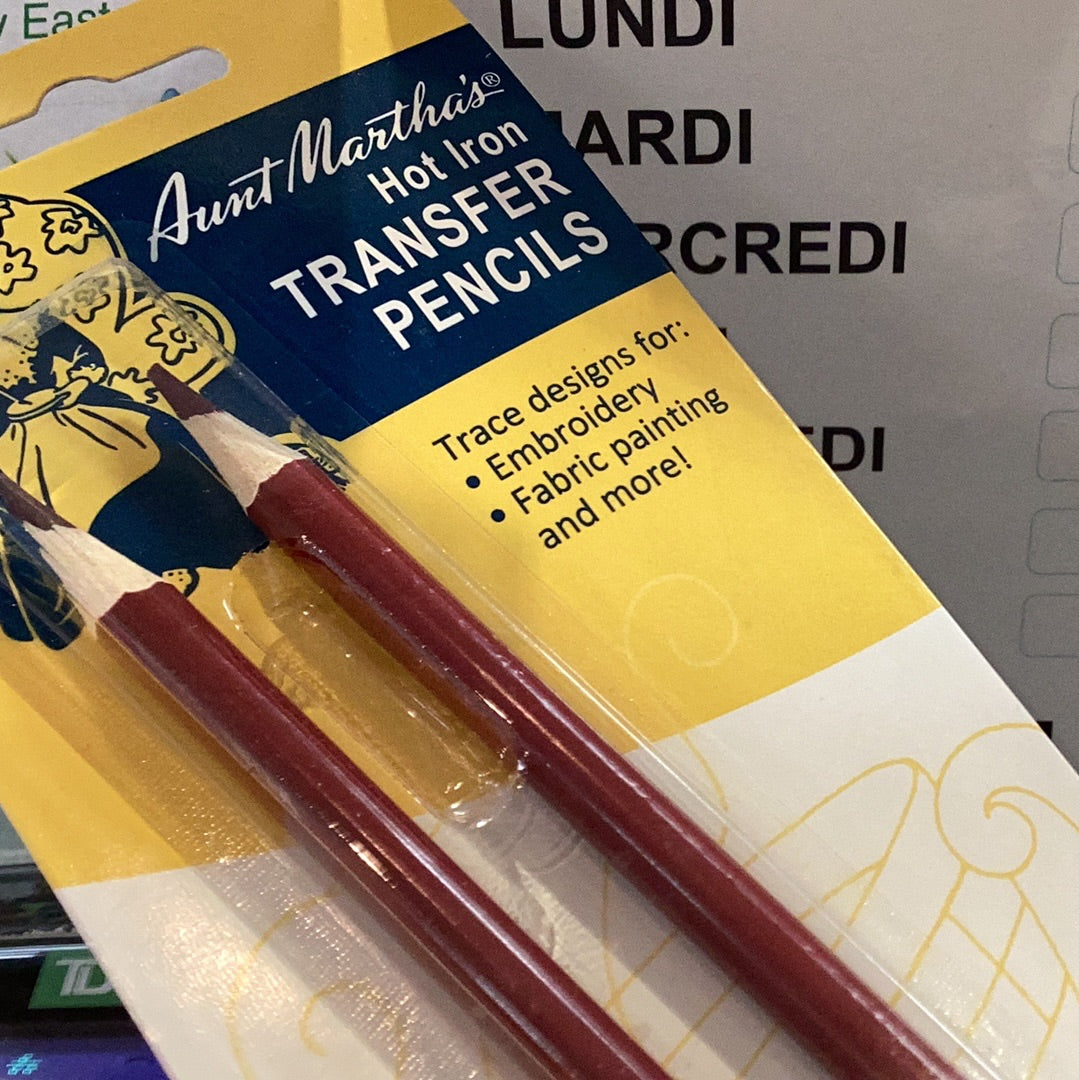 East
LUNDI
ARDI
RCREDI
EDI
Aunt Martha's®
Hot Iron
TRANSFER
PENCILS
Trace designs for:
• Embroidery
• Fabric painting
and more!
TD